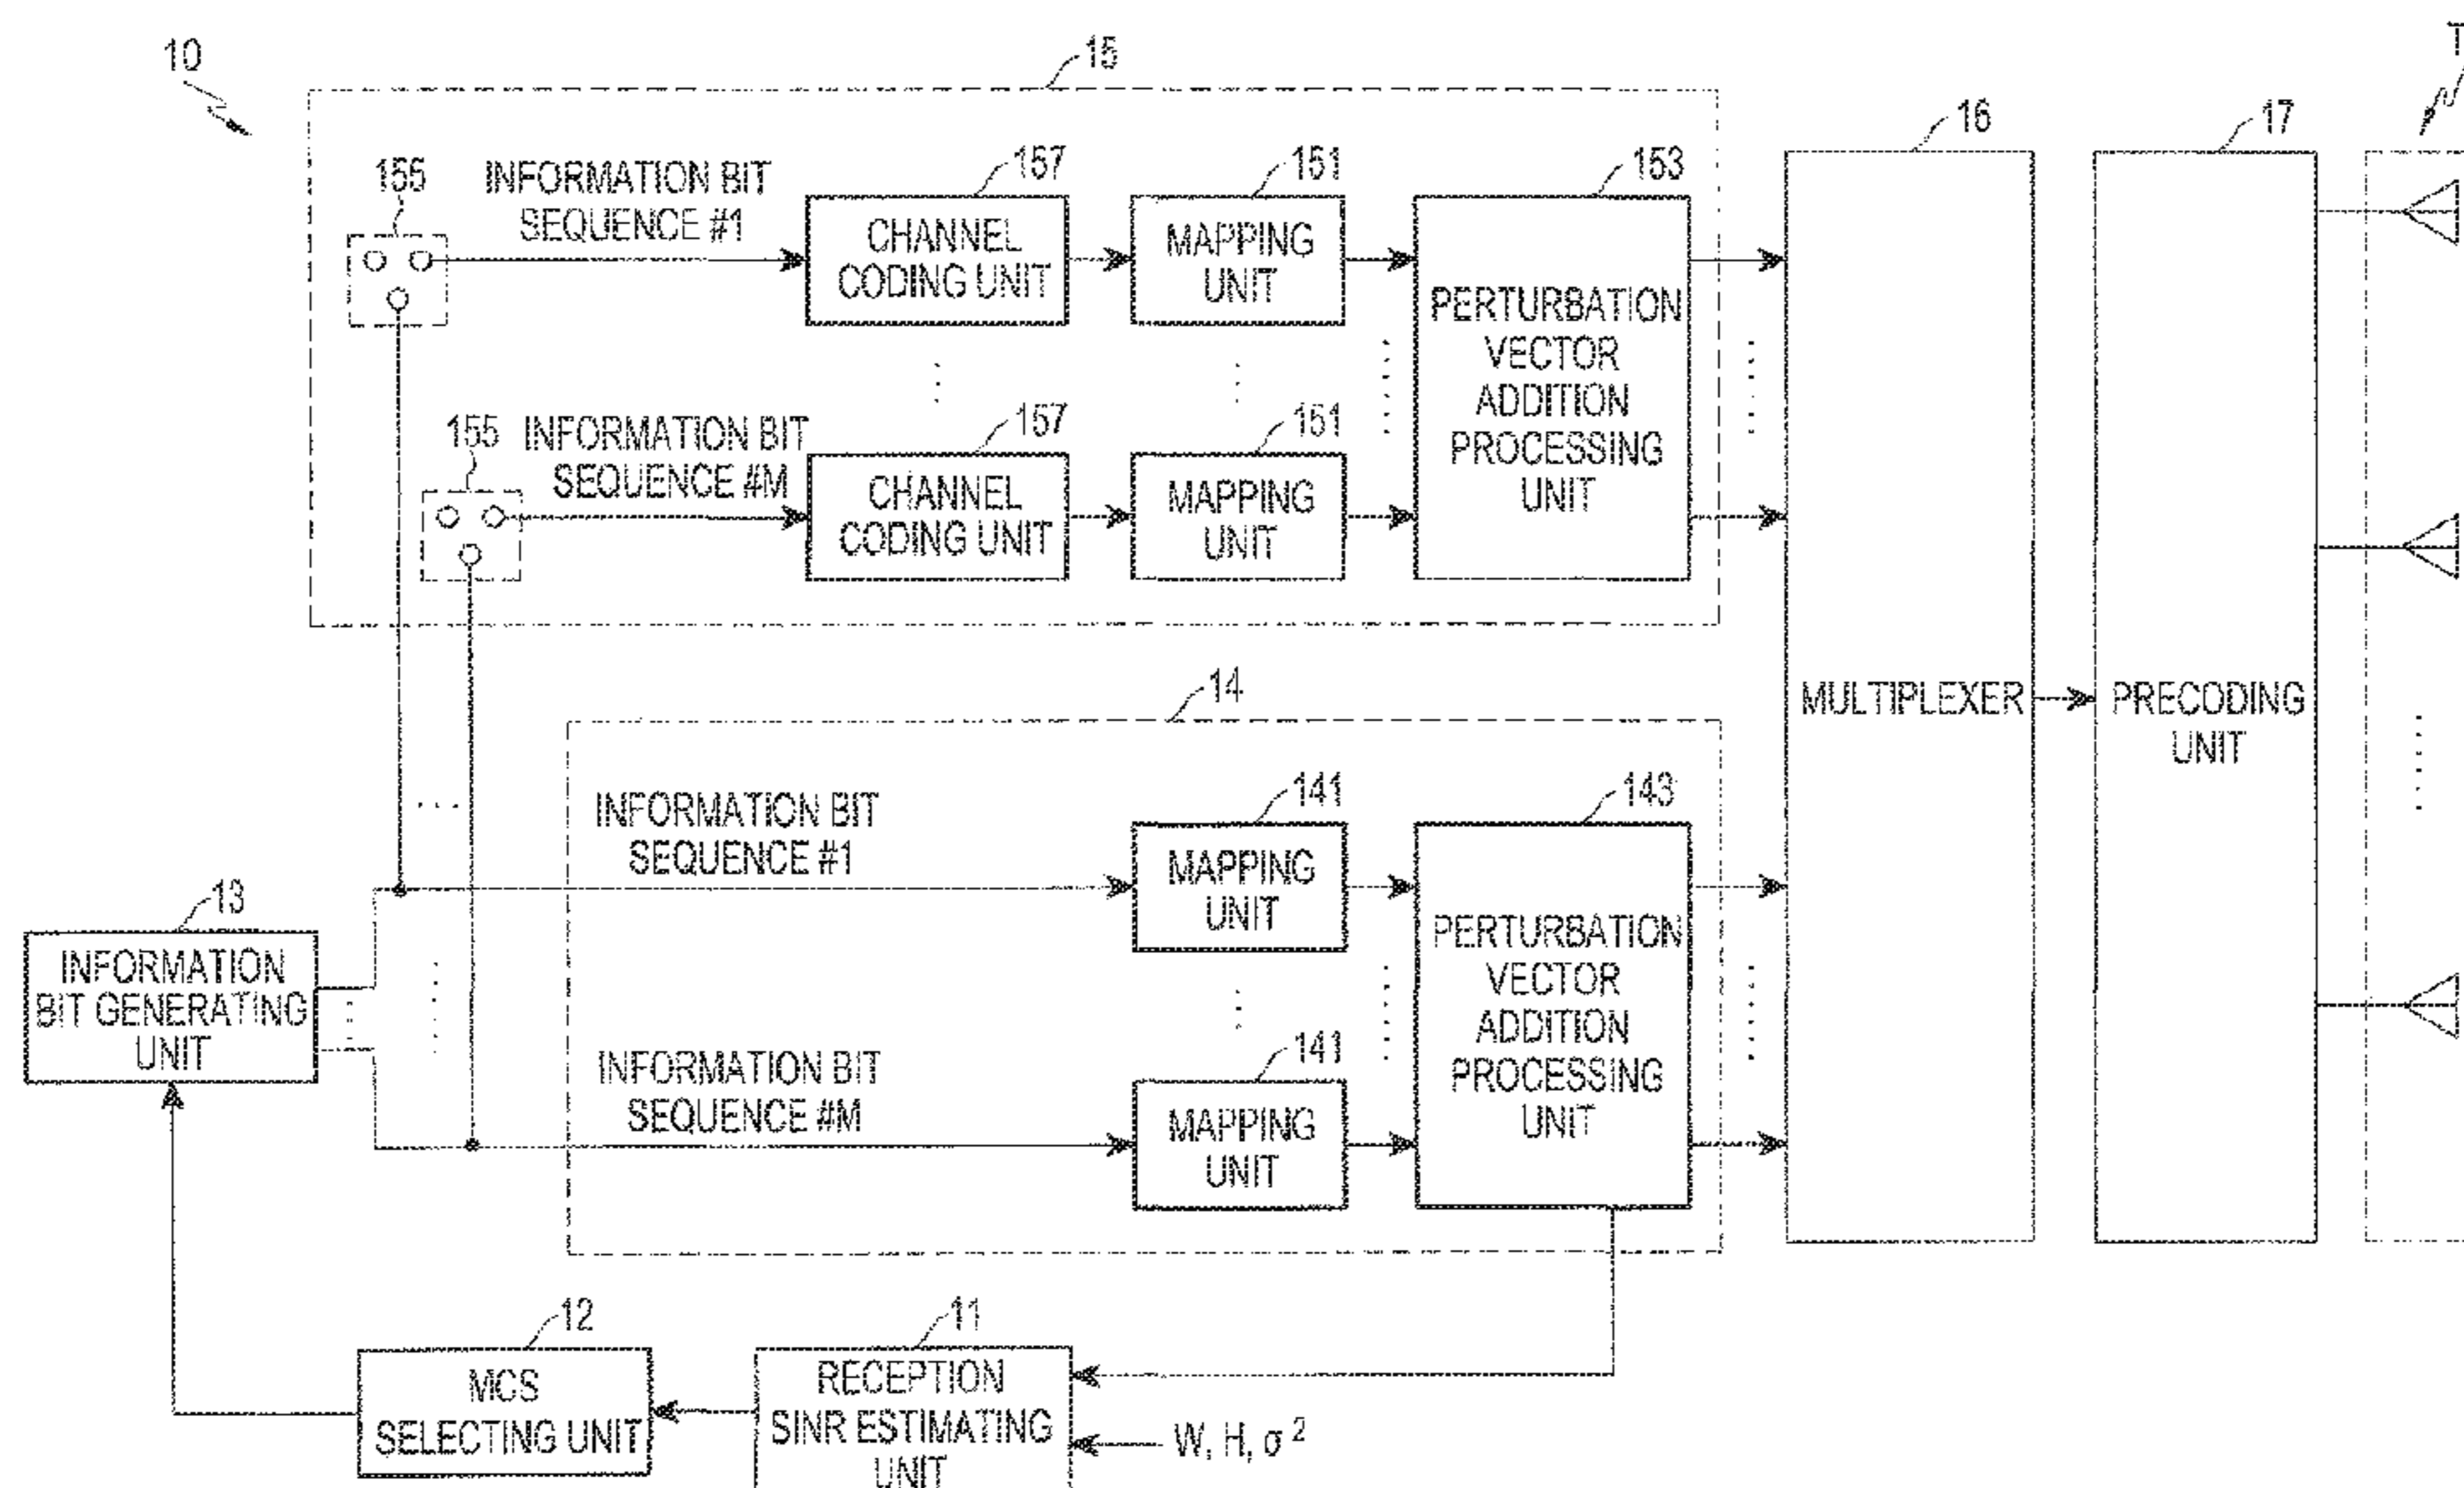 10
15
16
17
T
155
INFORMATION BIT
SEQUENCE #1
157
CHANNEL
CODING UNIT
151
MAPPING
UNIT
153
PERTURBATION
VECTOR
ADDITION
PROCESSING
UNIT
155
INFORMATION BIT
SEQUENCE #M
157
CHANNEL
CODING UNIT
151
MAPPING
UNIT
MULTIPLEXER
PRECODING
UNIT
14
INFORMATION BIT
SEQUENCE #1
141
MAPPING
UNIT
143
PERTURBATION
VECTOR
ADDITION
PROCESSING
UNIT
13
INFORMATION
BIT GENERATING
UNIT
INFORMATION BIT
SEQUENCE #M
141
MAPPING
UNIT
12
MCS
SELECTING UNIT
11
RECEPTION
SINR ESTIMATING
UNIT
W, H, σ²